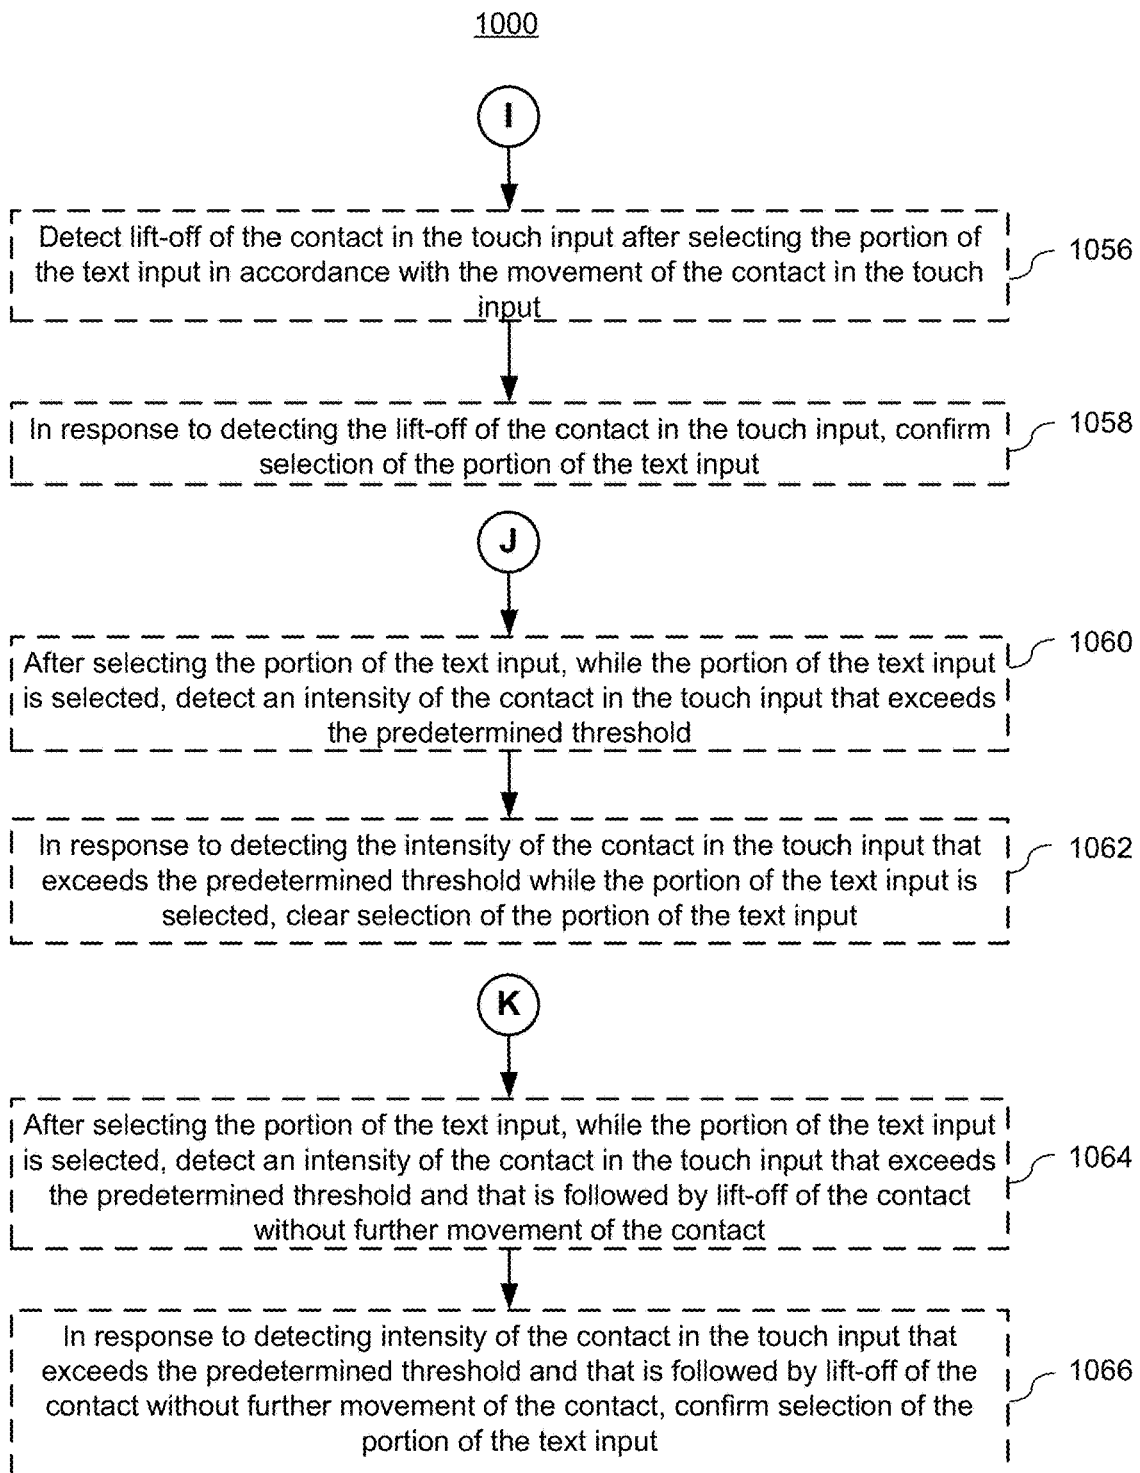 1000
I
Detect lift-off of the contact in the touch input after selecting the portion of
the text input in accordance with the movement of the contact in the touch
input
1056
In response to detecting the lift-off of the contact in the touch input, confirm
selection of the portion of the text input
1058
J
After selecting the portion of the text input, while the portion of the text input
is selected, detect an intensity of the contact in the touch input that exceeds
the predetermined threshold
1060
In response to detecting the intensity of the contact in the touch input that
exceeds the predetermined threshold while the portion of the text input is
selected, clear selection of the portion of the text input
1062
K
After selecting the portion of the text input, while the portion of the text input
is selected, detect an intensity of the contact in the touch input that exceeds
the predetermined threshold and that is followed by lift-off of the contact
without further movement of the contact
1064
In response to detecting intensity of the contact in the touch input that
exceeds the predetermined threshold and that is followed by lift-off of the
contact without further movement of the contact, confirm selection of the
portion of the text input
1066